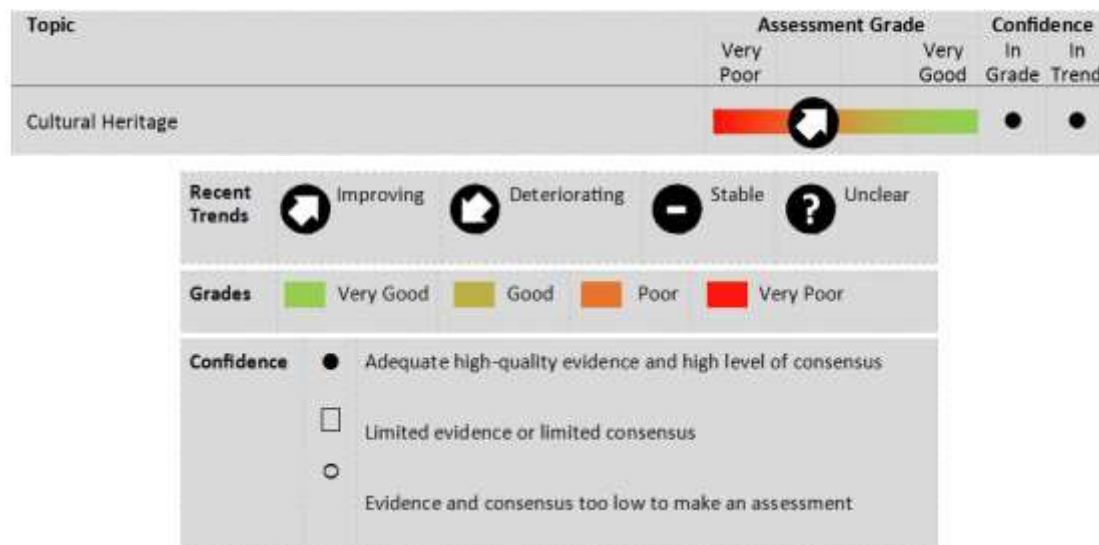 Topic Assessment Grade Confidence
Very Poor Very Good In Grade In Trend
Cultural Heritage
Recent Trends Improving Deteriorating Stable ? Unclear
Grades Very Good Good Poor Very Poor
Confidence ● Adequate high-quality evidence and high level of consensus
□ Limited evidence or limited consensus
○ Evidence and consensus too low to make an assessment